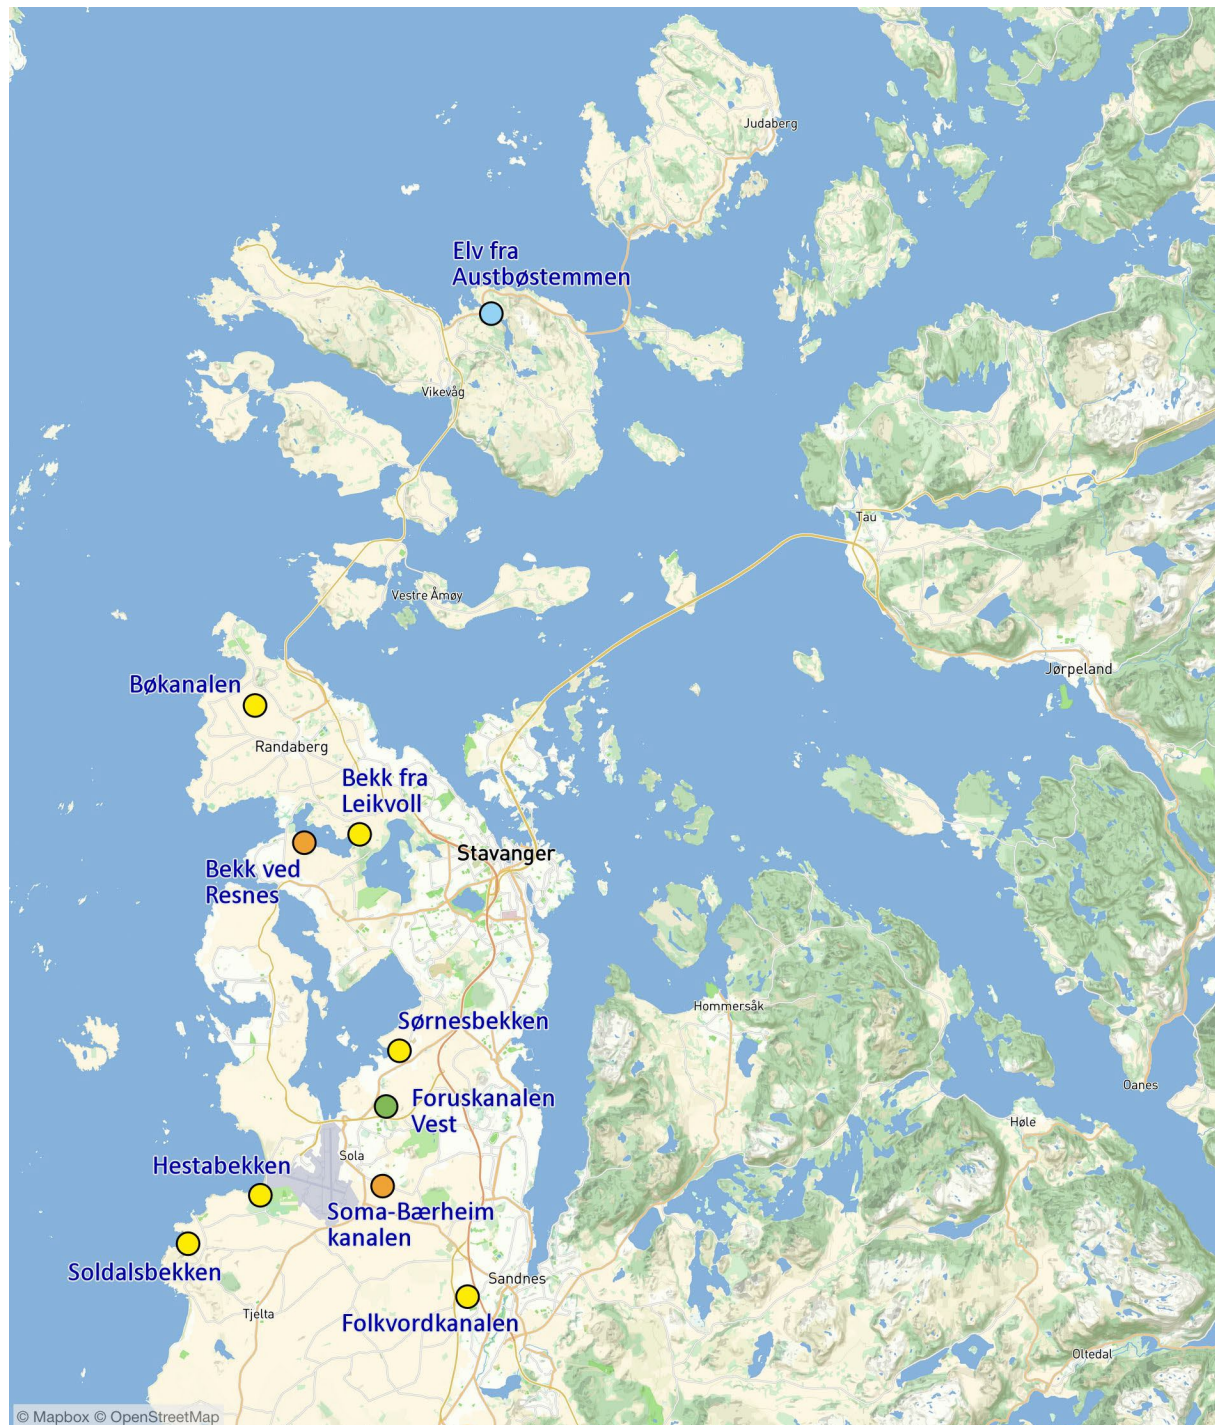 Judaberg
Elv fra
Austbøstemmen
Vikevåg
Tau
Vestre Åmøy
Jørpeland
Bøkanalen
Randaberg
Bekk fra
Leikvoll
Stavanger
Bekk ved
Resnes
Hommersåk
Sørnesbekken
Oanes
Foruskanalen
Vest
Høle
Sola
Hestabekken
Soma-Bærheim
kanalen
Soldalsbekken
Sandnes
Tjelta
Folkvordkanalen
Oltedal
© Mapbox © OpenStreetMap